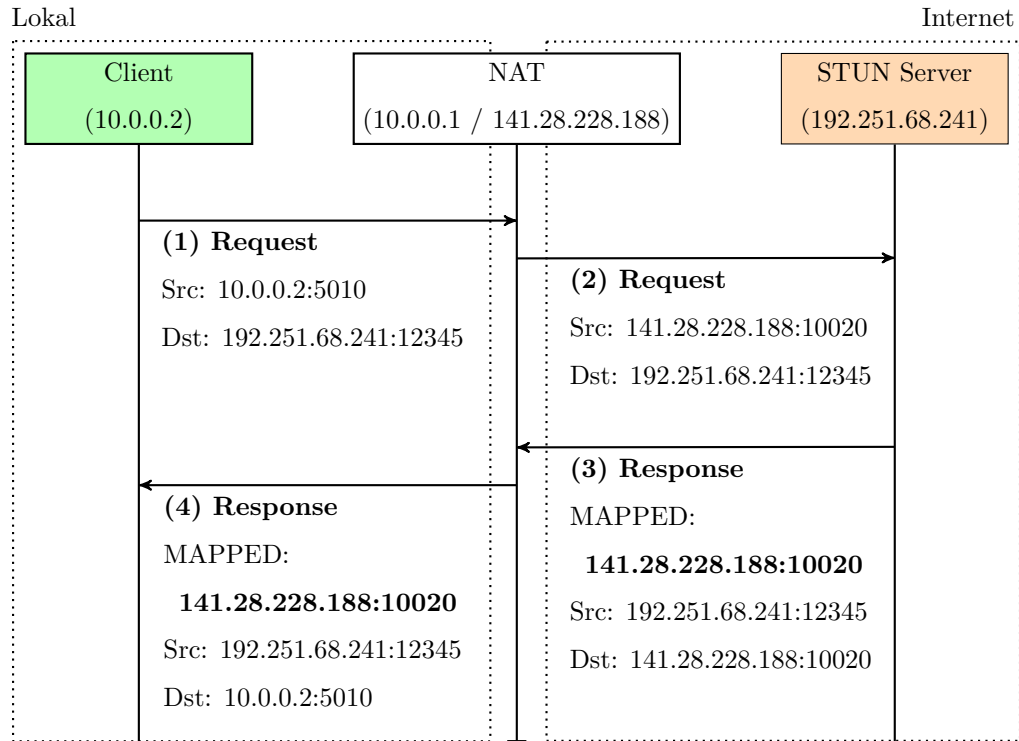 Lokal
Internet
Client
(10.0.0.2)
NAT
(10.0.0.1 / 141.28.228.188)
STUN Server
(192.251.68.241)
(1) Request
Src: 10.0.0.2:5010
Dst: 192.251.68.241:12345
(2) Request
Src: 141.28.228.188:10020
Dst: 192.251.68.241:12345
(3) Response
MAPPED:
141.28.228.188:10020
Src: 192.251.68.241:12345
Dst: 141.28.228.188:10020
(4) Response
MAPPED:
141.28.228.188:10020
Src: 192.251.68.241:12345
Dst: 10.0.0.2:5010